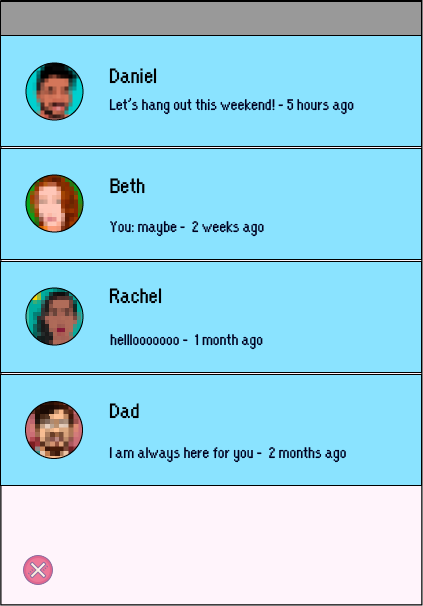 Daniel
Let's hang out this weekend! - 5 hours ago
Beth
You: maybe - 2 weeks ago
Rachel
hellloooooooo - 1 month ago
Dad
I am always here for you - 2 months ago